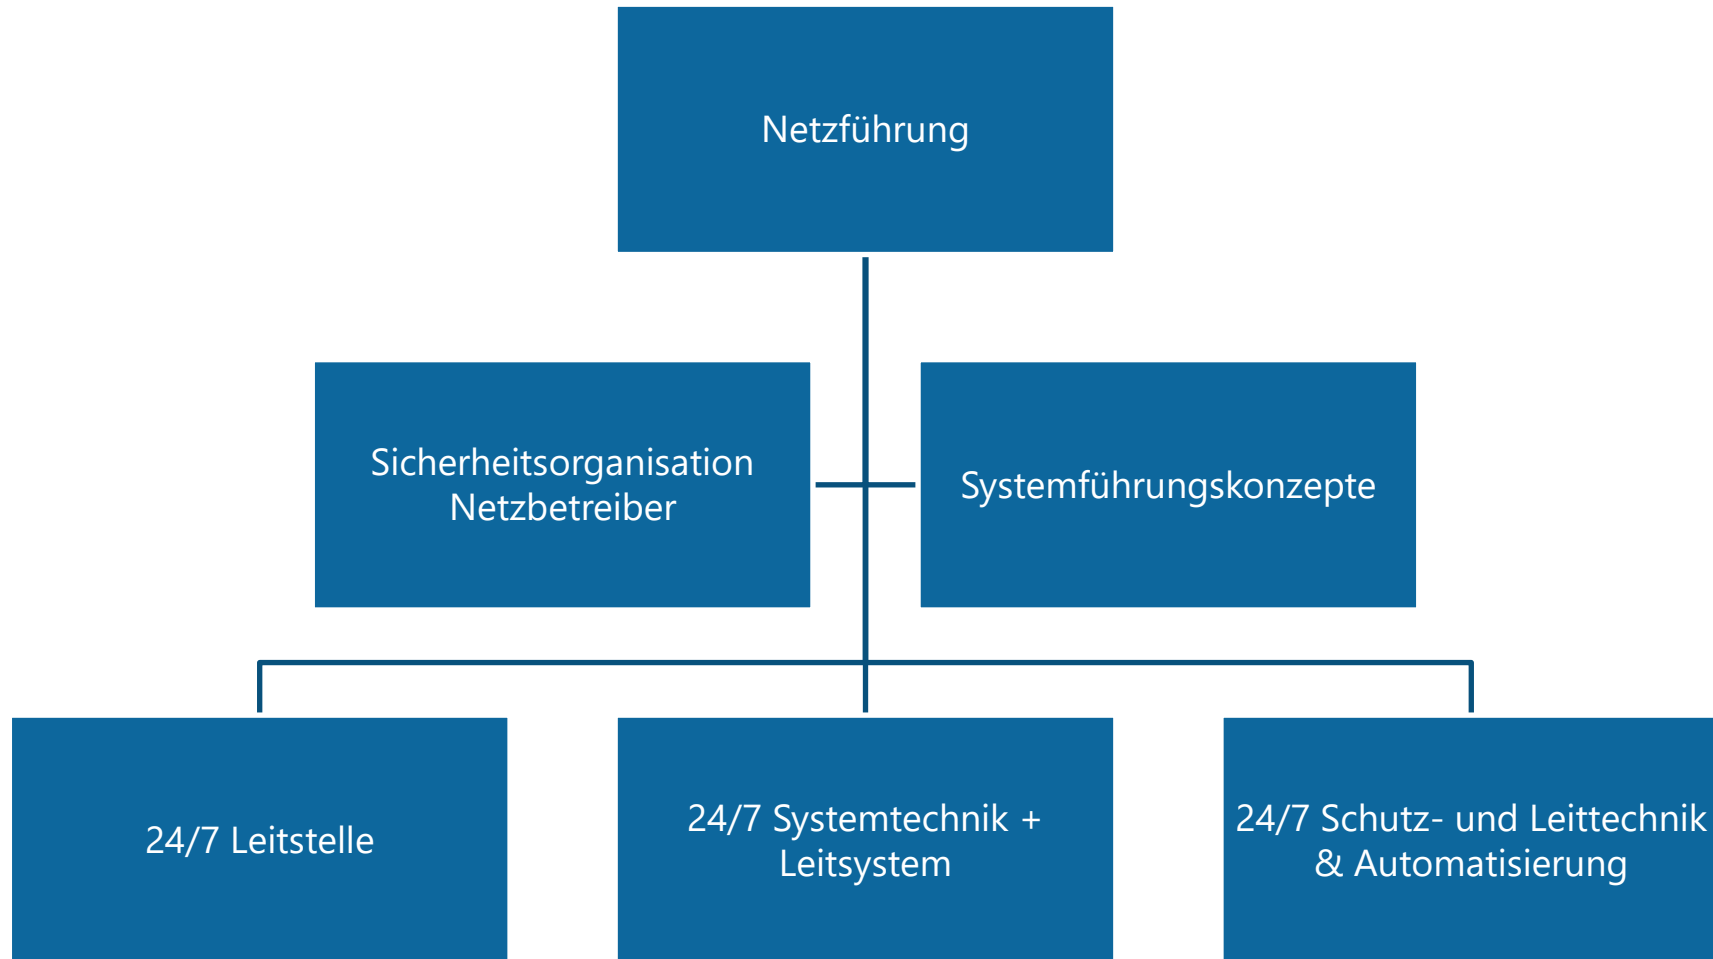 Netzführung
Sicherheitsorganisation
Netzbetreiber
Systemführungskonzepte
24/7 Leitstelle
24/7 Systemtechnik +
Leitsystem
24/7 Schutz- und Leittechnik
& Automatisierung